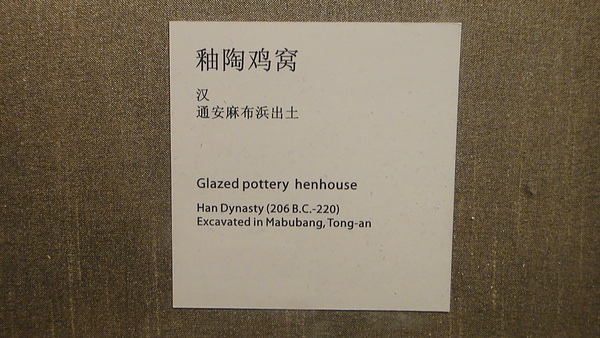 釉陶鸡窝
汉
通安麻布浜出土
Glazed pottery henhouse
Han Dynasty (206 B.C.-220)
Excavated in Mabubang, Tong-an